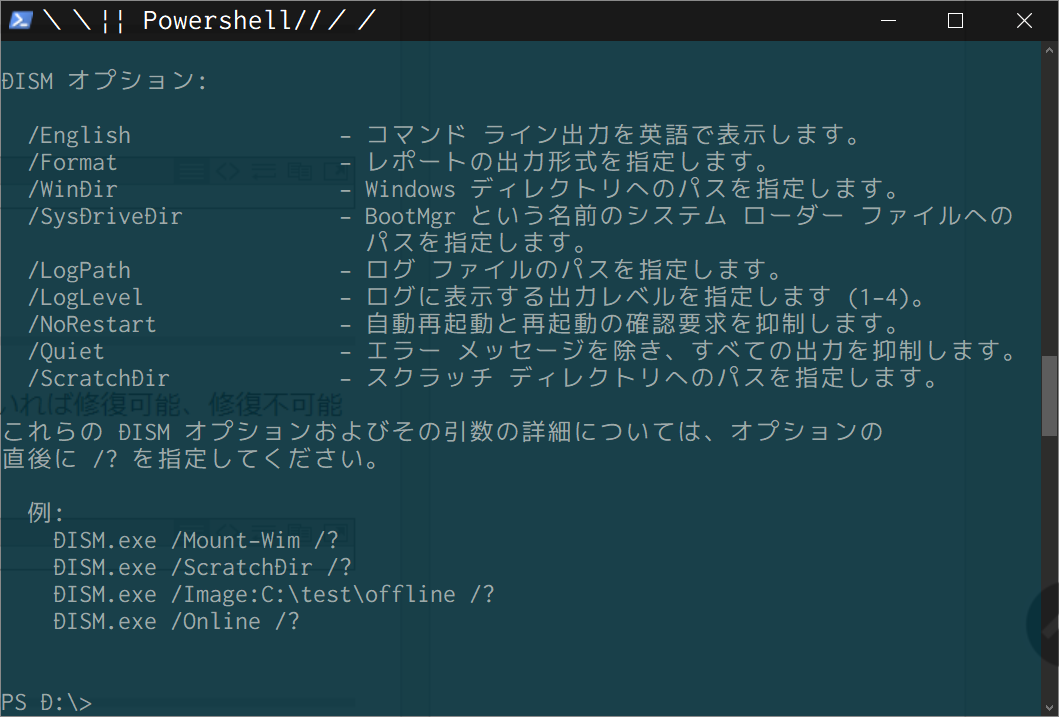 ＼＼¦¦ Powershell//／／
ĐISM オプション:
/English - コマンド ライン出力を英語で表示します。
/Format - レポートの出力形式を指定します。
/WinĐir - Windows ディレクトリへのパスを指定します。
/SysĐriveĐir - BootMgr という名前のシステム ローダー ファイルへの
パスを指定します。
/LogPath - ログ ファイルのパスを指定します。
/LogLevel - ログに表示する出力レベルを指定します (1-4)。
/NoRestart - 自動再起動と再起動の確認要求を抑制します。
/Quiet - エラー メッセージを除き、すべての出力を抑制します。
/ScratchĐir - スクラッチ ディレクトリへのパスを指定します。
いれば修復可能、修復不可能
これらの ĐISM オプションおよびその引数の詳細については、オプションの
直後に /? を指定してください。
例:
ĐISM.exe /Mount-Wim /?
ĐISM.exe /ScratchĐir /?
ĐISM.exe /Image:C:\test\offline /?
ĐISM.exe /Online /?
PS Đ:\>